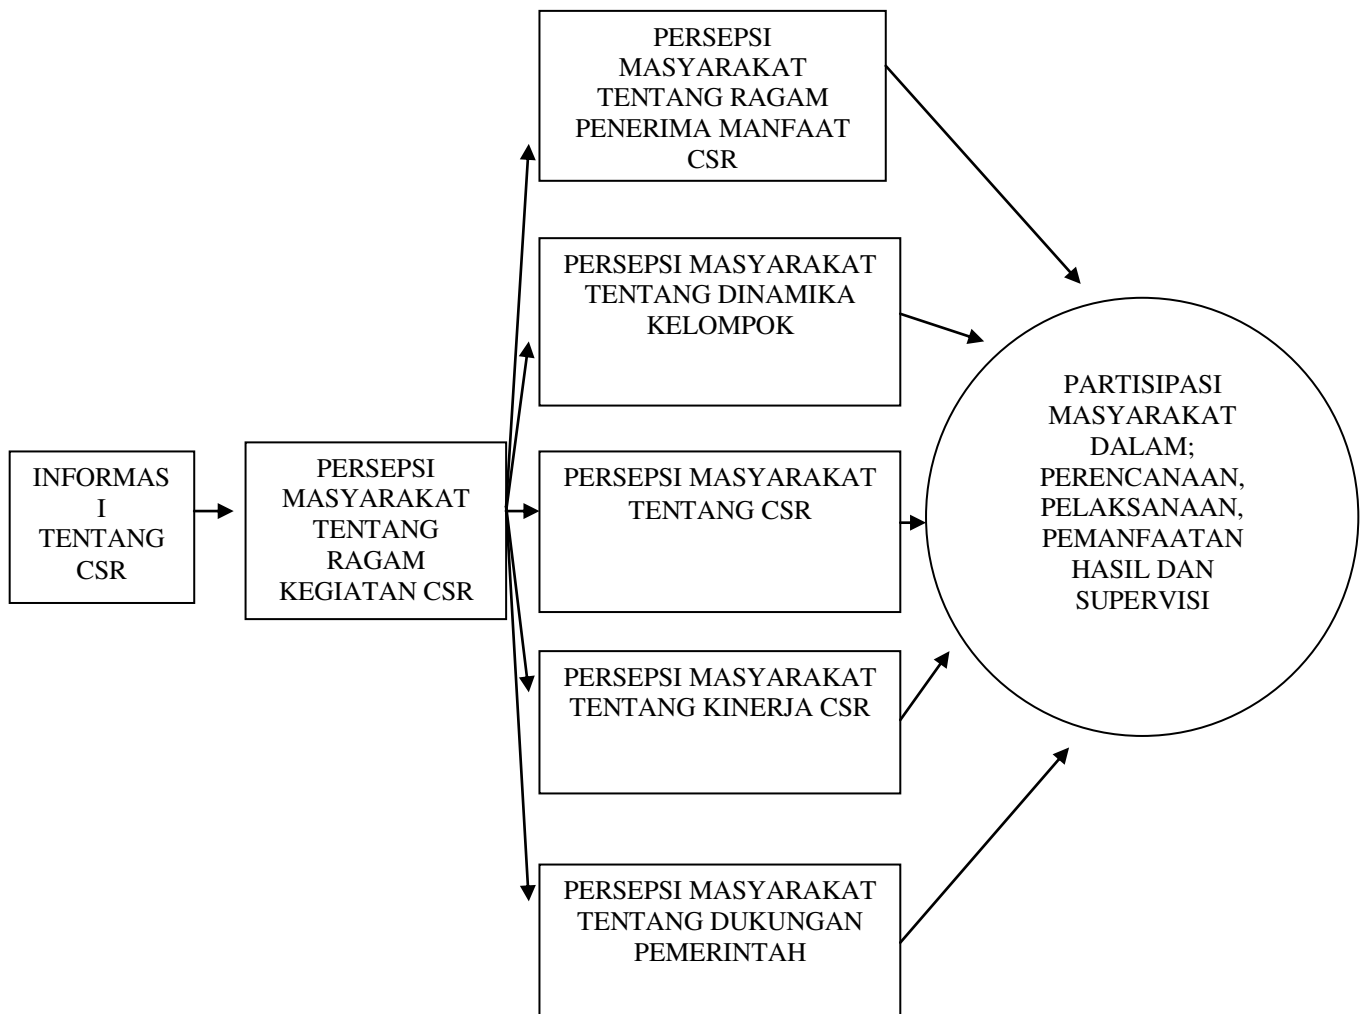 INFORMAS
I
TENTANG
CSR
PERSEPSI
MASYARAKAT
TENTANG
RAGAM
KEGIATAN CSR
PERSEPSI
MASYARAKAT
TENTANG RAGAM
PENERIMA MANFAAT
CSR
PERSEPSI MASYARAKAT
TENTANG DINAMIKA
KELOMPOK
PERSEPSI MASYARAKAT
TENTANG CSR
PERSEPSI MASYARAKAT
TENTANG KINERJA CSR
PERSEPSI MASYARAKAT
TENTANG DUKUNGAN
PEMERINTAH
PARTISIPASI
MASYARAKAT
DALAM;
PERENCANAAN,
PELAKSANAAN,
PEMANFAATAN
HASIL DAN
SUPERVISI